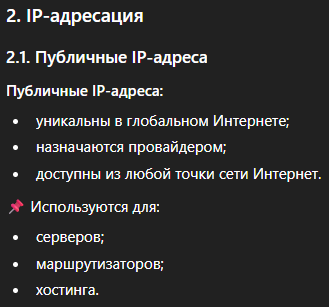 2. IP-адресация
2.1. Публичные IP-адреса
Публичные IP-адреса:
• уникальны в глобальном Интернете;
• назначаются провайдером;
• доступны из любой точки сети Интернет.
📌 Используются для:
• серверов;
• маршрутизаторов;
• хостинга.